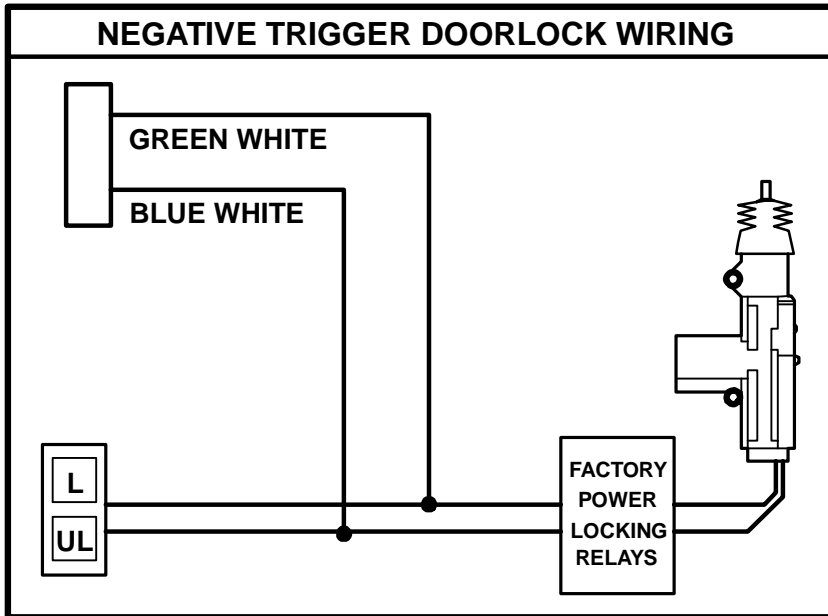 NEGATIVE TRIGGER DOORLOCK WIRING
GREEN WHITE
BLUE WHITE
L
UL
FACTORY
POWER
LOCKING
RELAYS